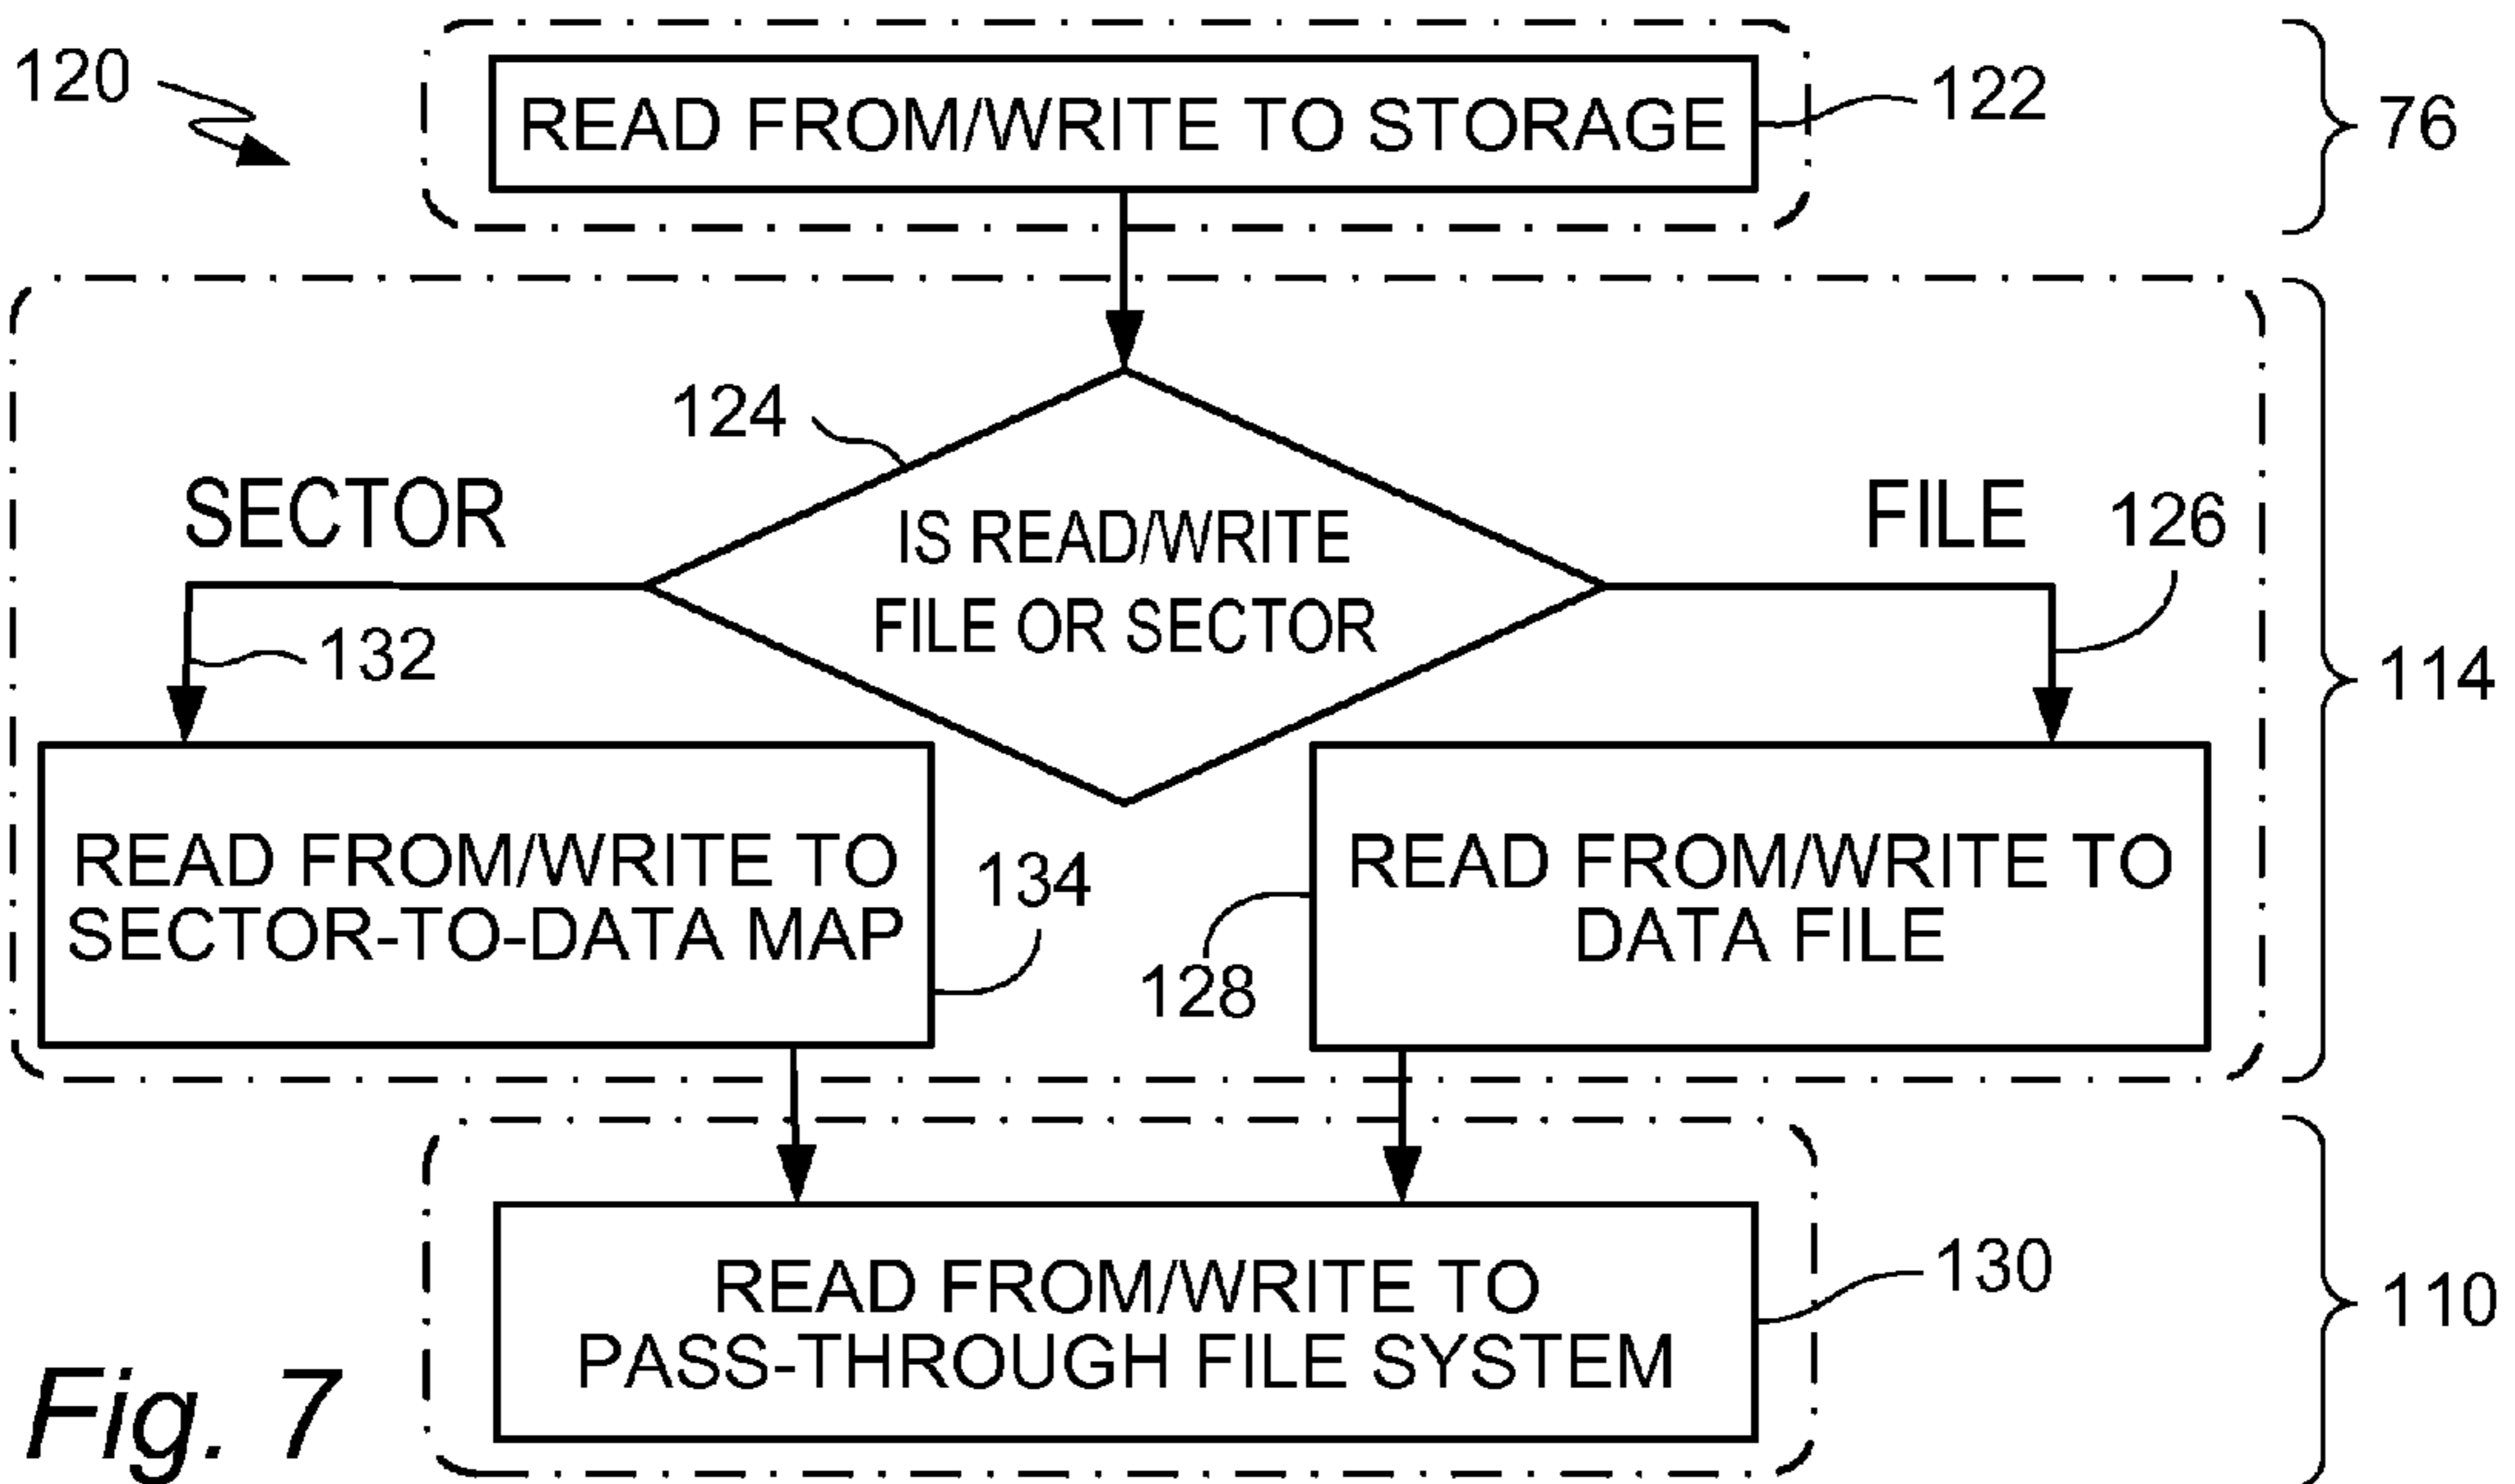 120
READ FROM/WRITE TO STORAGE
122
76
124
SECTOR
IS READ/WRITE
FILE OR SECTOR
FILE
126
132
114
READ FROM/WRITE TO
SECTOR-TO-DATA MAP
134
128
READ FROM/WRITE TO
DATA FILE
READ FROM/WRITE TO
PASS-THROUGH FILE SYSTEM
130
110
Fig. 7